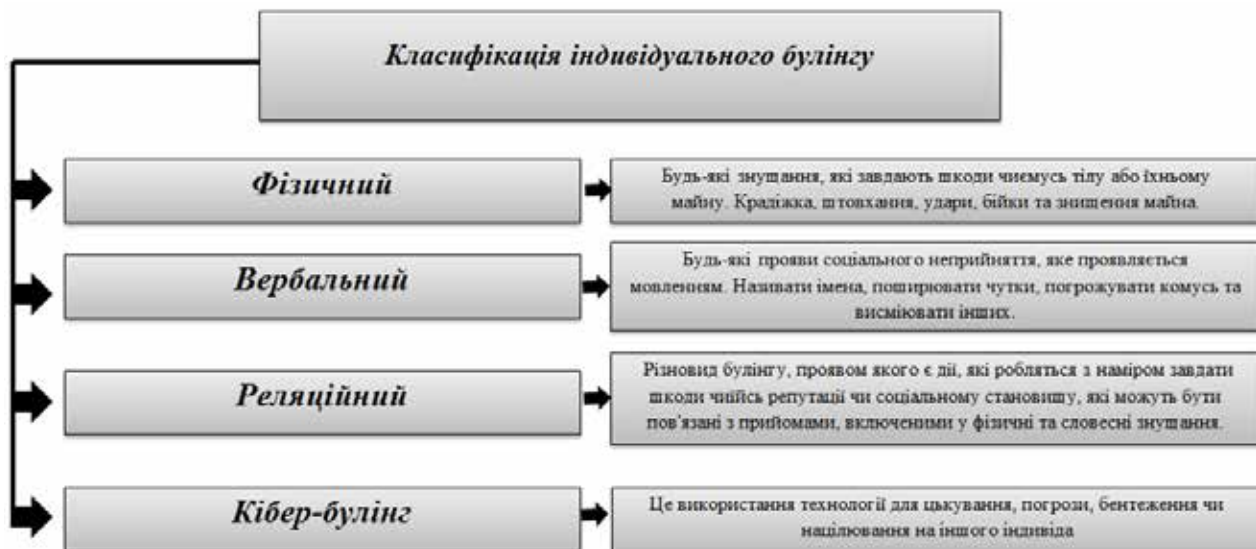 Класифікація індивідуального булінгу
Фізичний
Будь-які знущання, які завдають шкоди чиємусь тілу або їхньому
майну. Крадіжка, штовхання, удари, бійки та знищення майна.
Вербальний
Будь-які прояви соціального неприйняття, яке проявляється
мовленням. Називати імена, поширювати чутки, погрожувати комусь та
висміювати інших.
Реляційний
Різновид булінгу, проявом якого є дії, які робляться з наміром завдати
шкоди чиїйсь репутації чи соціальному становищу, які можуть бути
пов'язані з прийомами, включеними у фізичні та словесні знущання.
Кібер-булінг
Це використання технології для цькування, погрози, бентеження чи
націлювання на іншого індивіда